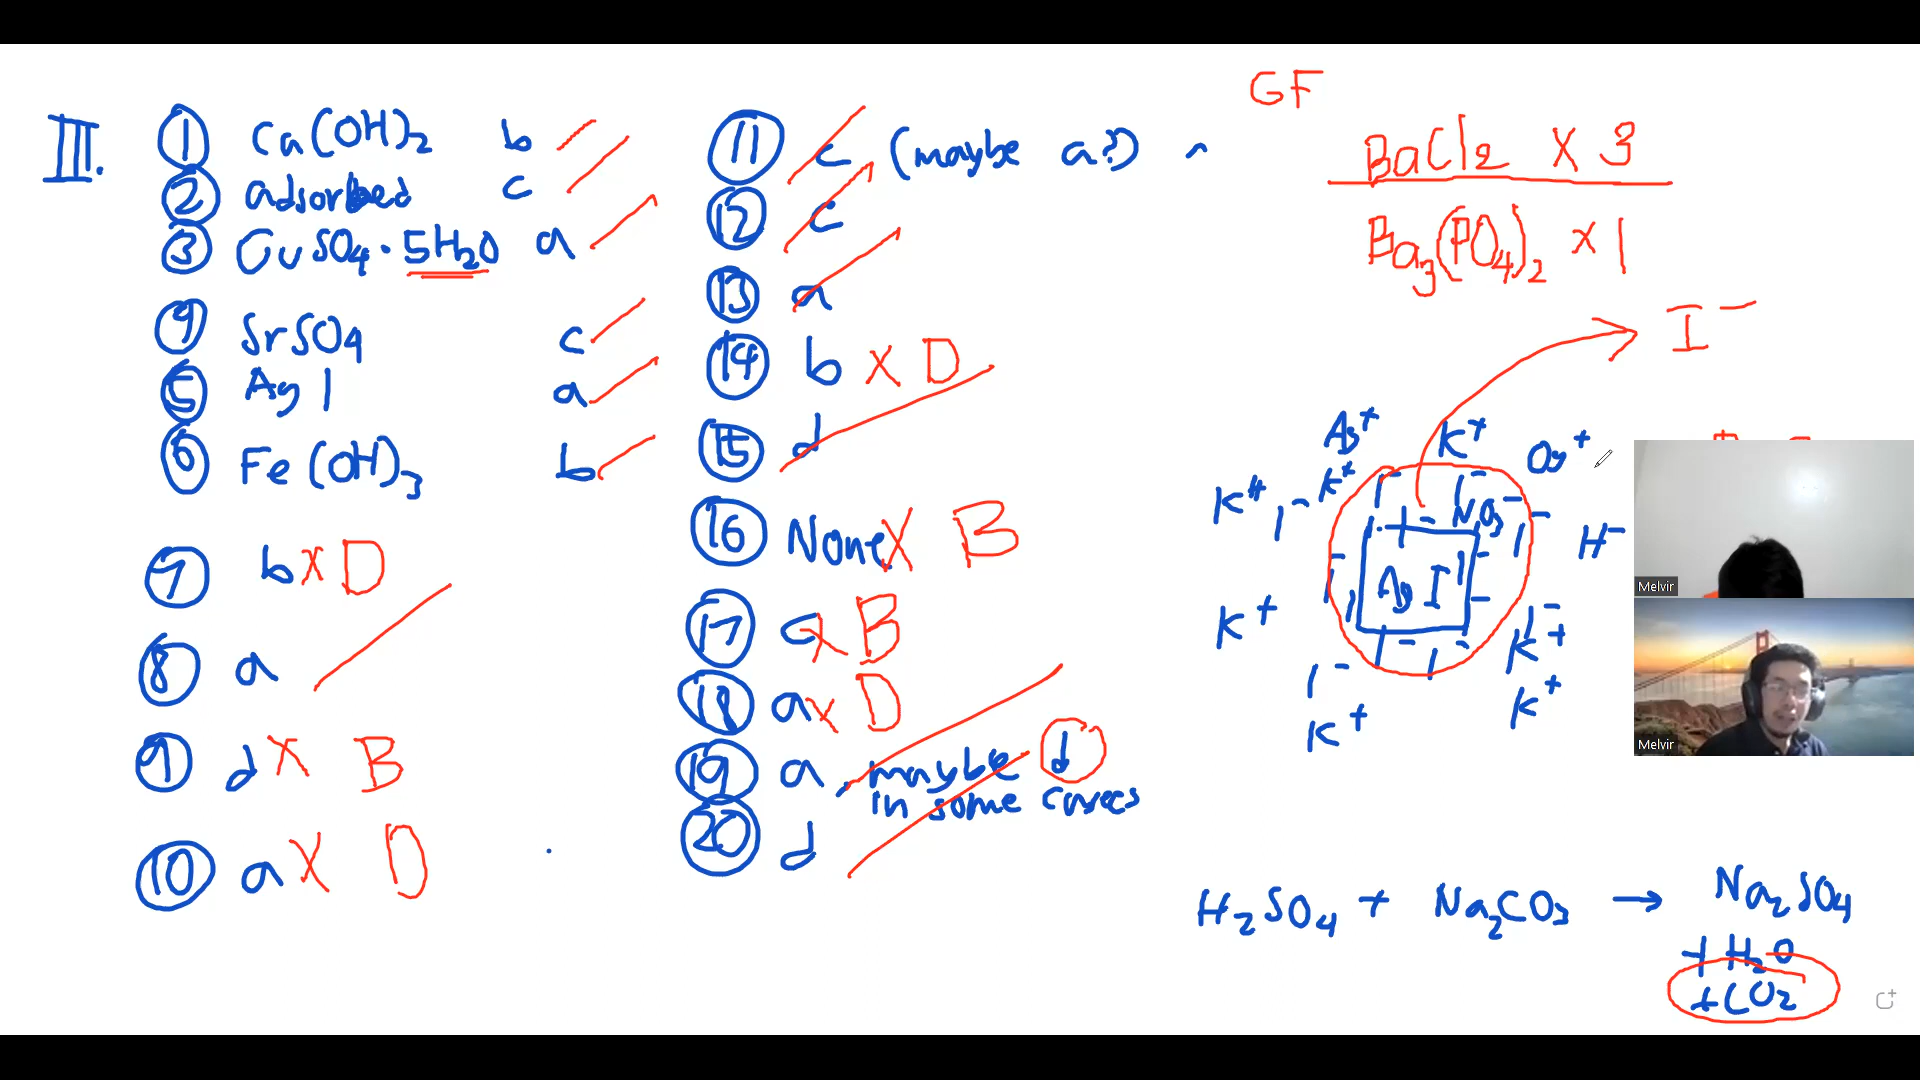 III.
① Ca(OH)2 b
② adsorbed c
③ CuSO4 · 5H2O a
④ SrSO4 c
⑤ AgI a
⑥ Fe(OH)3 b
⑦ b x D
⑧ a
⑨ d x B
⑩ a x D
⑪ c (maybe a?)
⑫ c
⑬ a
⑭ b x D
⑮ d
⑯ None x B
⑰ c x B
⑱ a x D
⑲ a, maybe d
in some cases
⑳ d
GF
BaCl2 x 3
Ba3(PO4)2 x 1
I⁻
Ag+ K+
K+ I- K+ I- I- NO3
I- I- I- H-
AgI
K+ I- I-
I- K+
I- K+
K+
H2SO4 + Na2CO3 → Na2SO4
+ H2O
+ CO2
Melvir
Melvir